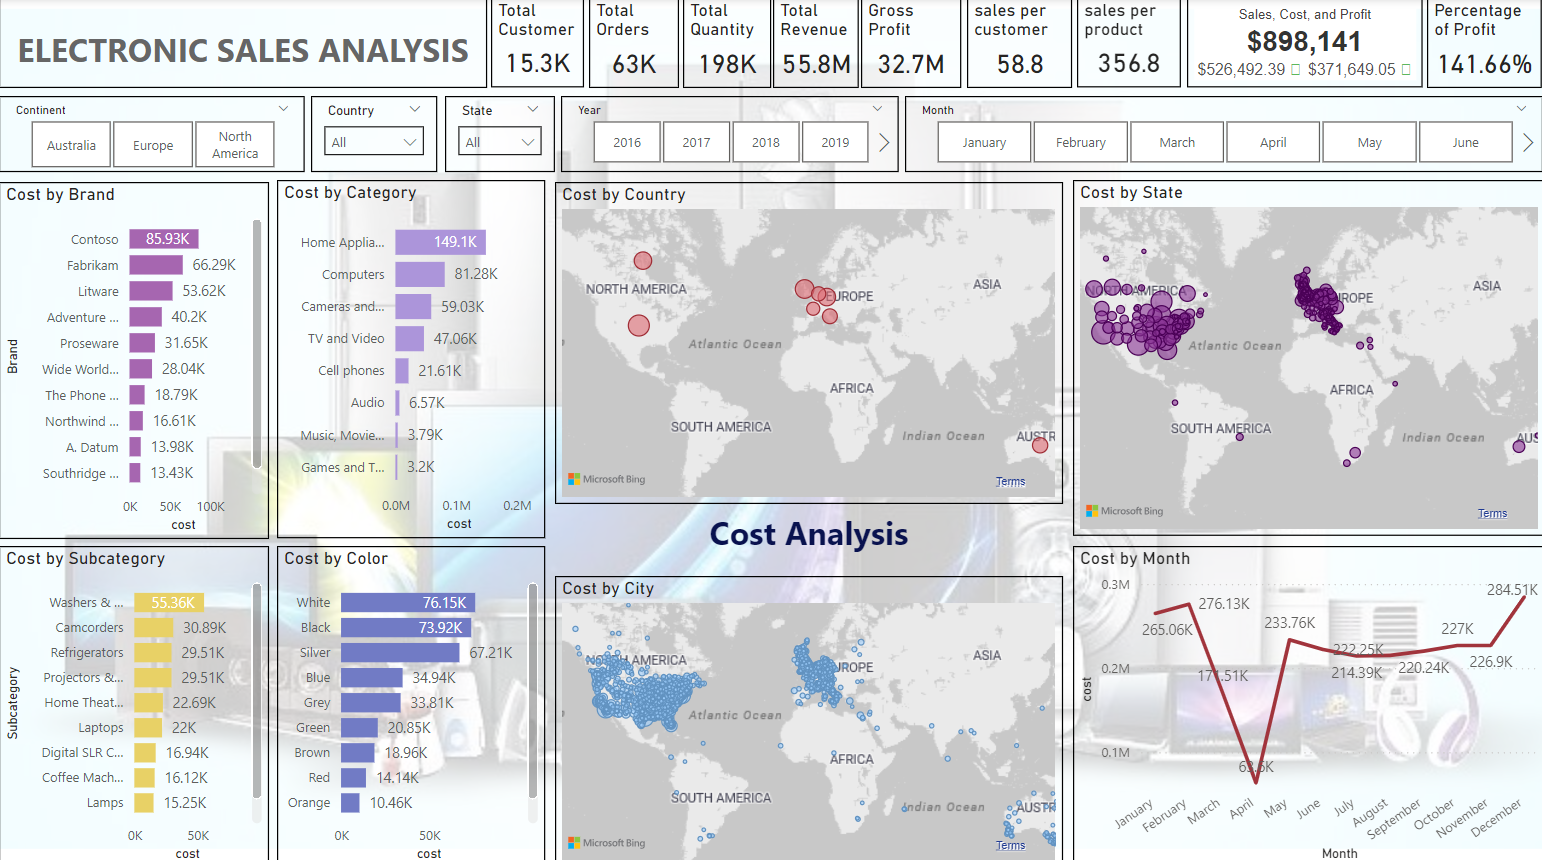 ELECTRONIC SALES ANALYSIS
Total Customer
15.3K
Total Orders
63K
Total Quantity
198K
Total Revenue
55.8M
Gross Profit
32.7M
sales per customer
58.8
sales per product
356.8
Sales, Cost, and Profit
$898,141
$526,492.39 $371,649.05
Percentage of Profit
141.66%
Continent
Australia
Europe
North America
Country
All
State
All
Year
2016
2017
2018
2019
Month
January
February
March
April
May
June
Cost by Brand
Brand
Contoso 85.93K
Fabrikam 66.29K
Litware 53.62K
Adventure ... 40.2K
Proseware 31.65K
Wide World... 28.04K
The Phone ... 18.79K
Northwind ... 16.61K
A. Datum 13.98K
Southridge ... 13.43K
0K 50K 100K
cost
Cost by Category
Home Applia... 149.1K
Computers 81.28K
Cameras and... 59.03K
TV and Video 47.06K
Cell phones 21.61K
Audio 6.57K
Music, Movie... 3.79K
Games and T... 3.2K
0.0M 0.1M 0.2M
cost
Cost by Country
NORTH AMERICA
EUROPE
ASIA
Atlantic Ocean
AFRICA
SOUTH AMERICA
Indian Ocean
AUSTR
Microsoft Bing
Terms
Cost by State
NORTH AMERICA
ROPE
ASIA
Atlantic Ocean
AFRICA
SOUTH AMERICA
Indian Ocean
AUS
Microsoft Bing
Terms
Cost Analysis
Cost by Subcategory
Subcategory
Washers & ... 55.36K
Camcorders 30.89K
Refrigerators 29.51K
Projectors &... 29.51K
Home Theat... 22.69K
Laptops 22K
Digital SLR C... 16.94K
Coffee Mach... 16.12K
Lamps 15.25K
0K 50K
cost
Cost by Color
White 76.15K
Black 73.92K
Silver 67.21K
Blue 34.94K
Grey 33.81K
Green 20.85K
Brown 18.96K
Red 14.14K
Orange 10.46K
0K 50K
cost
Cost by City
NORTH AMERICA
UROPE
ASIA
Atlantic Ocean
AFRICA
SOUTH AMERICA
Indian Ocean
AUSTR
Microsoft Bing
Terms
Cost by Month
cost
0.3M
0.2M
0.1M
265.06K
276.13K
171.51K
63.5K
233.76K
222.25K
214.39K
220.24K
227K
226.9K
284.51K
January
February
March
April
May
June
July
August
September
October
November
December
Month